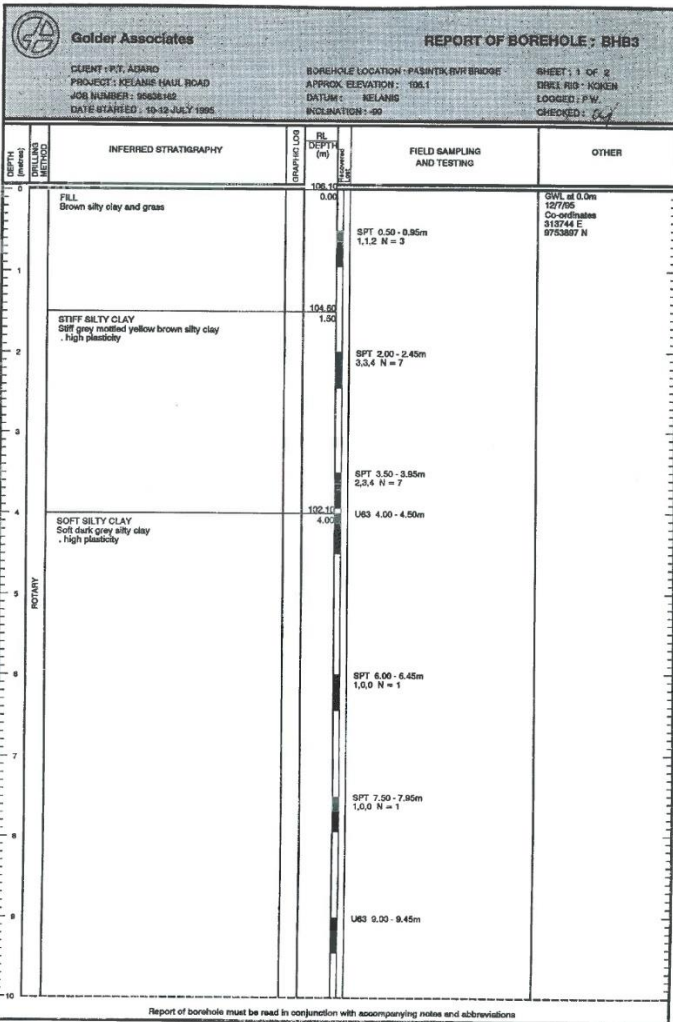 Golder Associates
REPORT OF BOREHOLE : BHB3
CLIENT : P.T. ADARO
PROJECT : KELANIS HAUL ROAD
JOB NUMBER : 95636162
DATE STARTED : 10-12 JULY 1995
BOREHOLE LOCATION : PASINTIK RVR BRIDGE
APPROX. ELEVATION : 106.1
DATUM : KELANIS
INCLINATION : -90
SHEET : 1 OF 2
DRILL RIG : KOKEN
LOGGED : P.W.
CHECKED :
DEPTH (metres)
DRILLING METHOD
INFERRED STRATIGRAPHY
GRAPHIC LOG
RL
DEPTH
(m)
Recovered
Lost
FIELD SAMPLING
AND TESTING
OTHER
0
106.10
0.00
FILL
Brown silty clay and grass
GWL at 0.0m
12/7/95
Co-ordinates
313744 E
9753897 N
SPT 0.50 - 0.95m
1,1,2 N = 3
1
104.60
1.50
STIFF SILTY CLAY
Stiff grey mottled yellow brown silty clay
. high plasticity
2
SPT 2.00 - 2.45m
3,3,4 N = 7
3
SPT 3.50 - 3.95m
2,3,4 N = 7
4
102.10
4.00
SOFT SILTY CLAY
Soft dark grey silty clay
. high plasticity
U63 4.00 - 4.50m
5
ROTARY
6
SPT 6.00 - 6.45m
1,0,0 N = 1
7
SPT 7.50 - 7.95m
1,0,0 N = 1
8
9
U63 9.00 - 9.45m
10
Report of borehole must be read in conjunction with accompanying notes and abbreviations